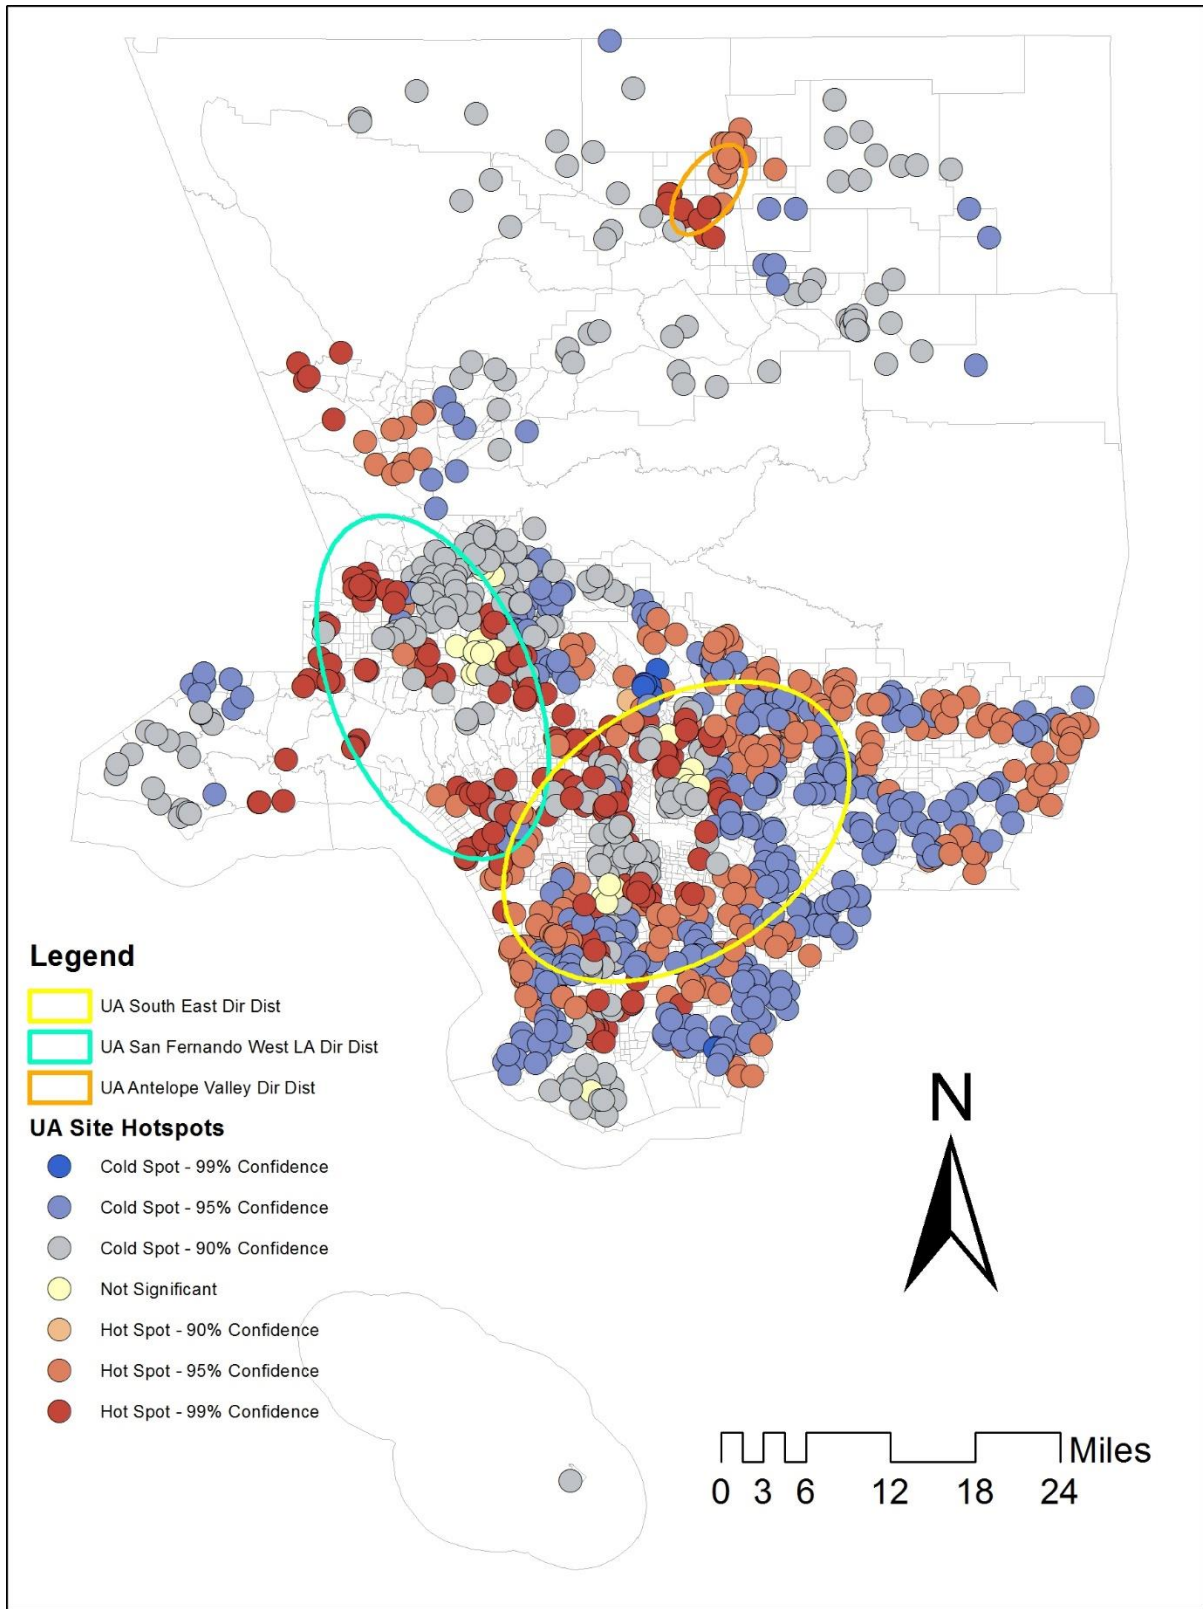 Legend
UA South East Dir Dist
UA San Fernando West LA Dir Dist
UA Antelope Valley Dir Dist
UA Site Hotspots
Cold Spot - 99% Confidence
Cold Spot - 95% Confidence
Cold Spot - 90% Confidence
Not Significant
Hot Spot - 90% Confidence
Hot Spot - 95% Confidence
Hot Spot - 99% Confidence
N
Miles
0 3 6 12 18 24